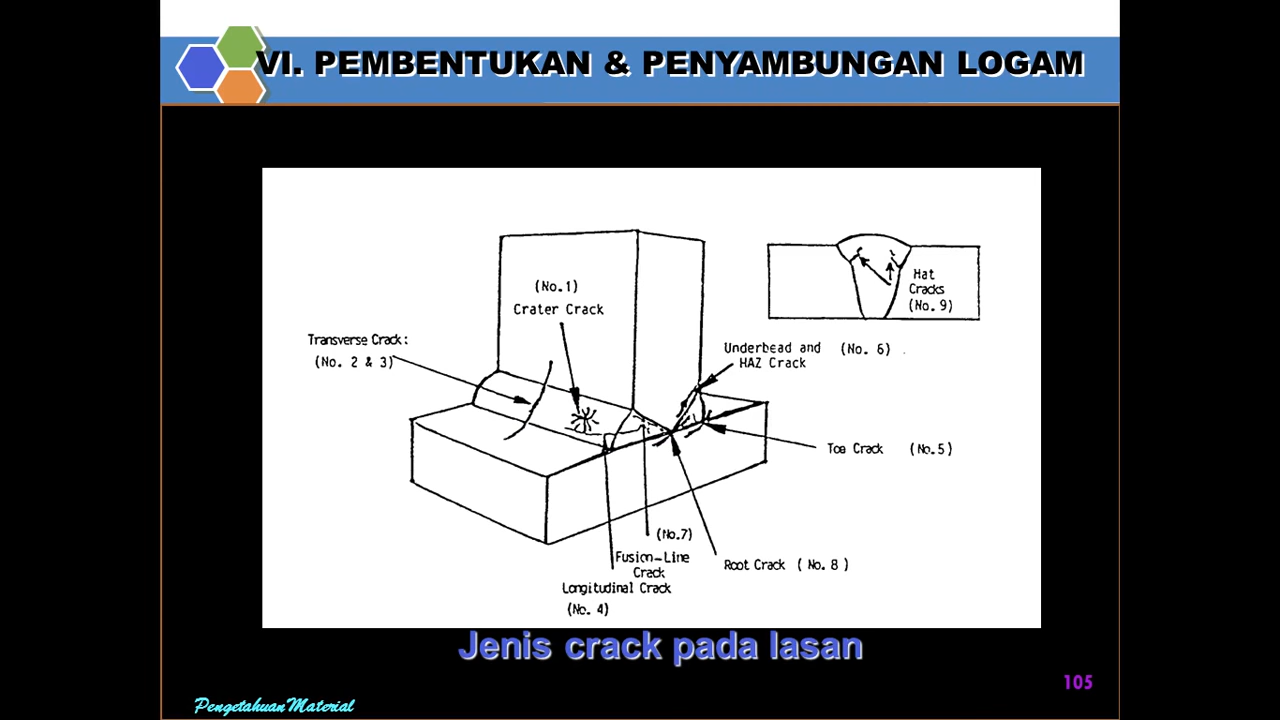 VI. PEMBENTUKAN & PENYAMBUNGAN LOGAM
(No.1)
Crater Crack
Transverse Crack:
(No. 2 & 3)
Hat
Cracks
(No. 9)
Underbead and (No. 6)
HAZ Crack
Toe Crack (No.5)
(No.7)
Fusion-Line
Crack
Root Crack ( No. 8 )
Longitudinal Crack
(No. 4)
Jenis crack pada lasan
105
Pengetahuan Material